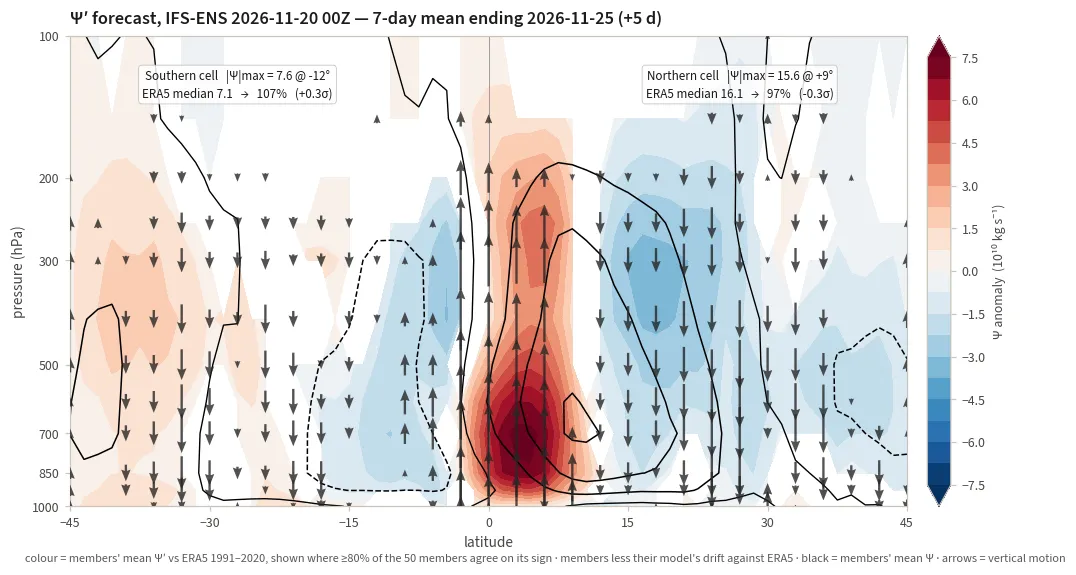 Ψ′ forecast, IFS-ENS 2026-11-20 00Z — 7-day mean ending 2026-11-25 (+5 d)
Southern cell |Ψ|max = 7.6 @ -12°
ERA5 median 7.1 → 107% (+0.3σ)
Northern cell |Ψ|max = 15.6 @ +9°
ERA5 median 16.1 → 97% (-0.3σ)
pressure (hPa)
100
200
300
500
700
850
1000
−45
−30
−15
0
15
30
45
latitude
7.5
6.0
4.5
3.0
1.5
0.0
−1.5
−3.0
−4.5
−6.0
−7.5
Ψ anomaly (10¹⁰ kg s⁻¹)
colour = members' mean Ψ′ vs ERA5 1991–2020, shown where ≥80% of the 50 members agree on its sign · members less their model's drift against ERA5 · black = members' mean Ψ · arrows = vertical motion